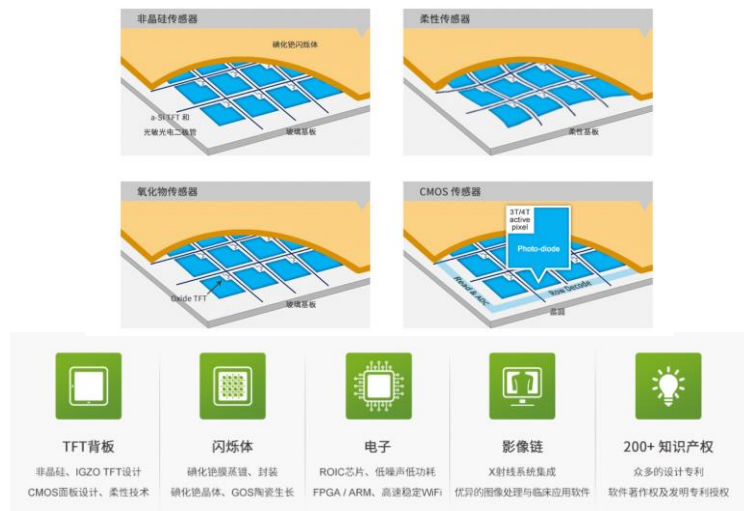 非晶硅传感器
碘化铯闪烁体
a-Si TFT 和
光敏光电二极管
玻璃基板
柔性传感器
柔性基板
氧化物传感器
Oxide TFT
玻璃基板
CMOS 传感器
3T/4T
active
pixel
Photo-diode
Read & ADC
Row Decode
晶圆
TFT背板
非晶硅、IGZO TFT设计
CMOS面板设计、柔性技术
闪烁体
碘化铯膜蒸镀、封装
碘化铯晶体、GOS陶瓷生长
电子
ROIC芯片、低噪声低功耗
FPGA / ARM、高速稳定WiFi
影像链
X射线系统集成
优异的图像处理与临床应用软件
200+ 知识产权
众多的设计专利
软件著作权及发明专利授权